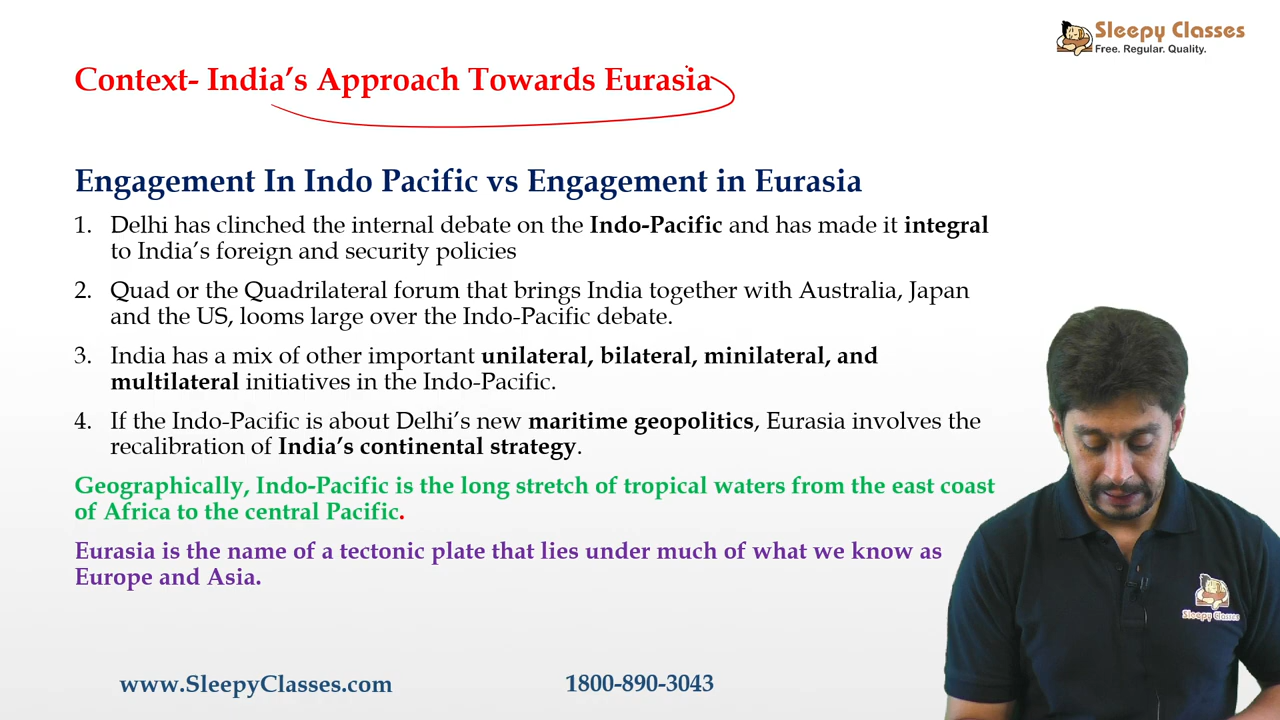 Sleepy Classes
Free. Regular. Quality.
Context- India's Approach Towards Eurasia
Engagement In Indo Pacific vs Engagement in Eurasia
1. Delhi has clinched the internal debate on the Indo-Pacific and has made it integral
to India's foreign and security policies
2. Quad or the Quadrilateral forum that brings India together with Australia, Japan
and the US, looms large over the Indo-Pacific debate.
3. India has a mix of other important unilateral, bilateral, minilateral, and
multilateral initiatives in the Indo-Pacific.
4. If the Indo-Pacific is about Delhi's new maritime geopolitics, Eurasia involves the
recalibration of India's continental strategy.
Geographically, Indo-Pacific is the long stretch of tropical waters from the east coast
of Africa to the central Pacific.
Eurasia is the name of a tectonic plate that lies under much of what we know as
Europe and Asia.
Sleepy Classes
www.SleepyClasses.com 1800-890-3043